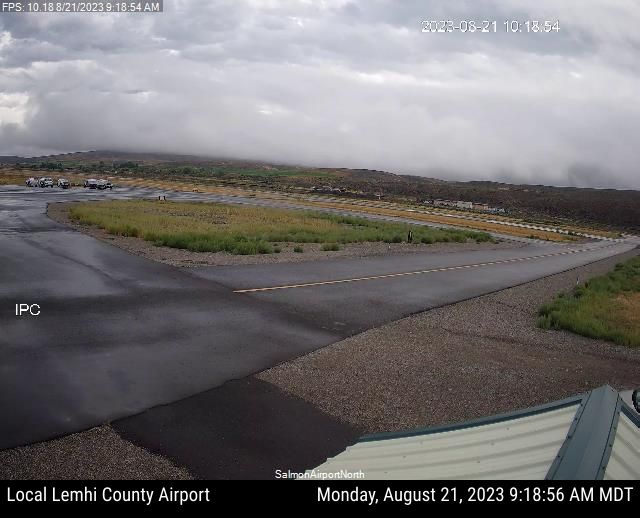 FPS: 10.18 8/21/2023 9:18:54 AM
2023-08-21 10:18:54
IPC
SalmonAirportNorth
Local Lemhi County Airport
Monday, August 21, 2023 9:18:56 AM MDT